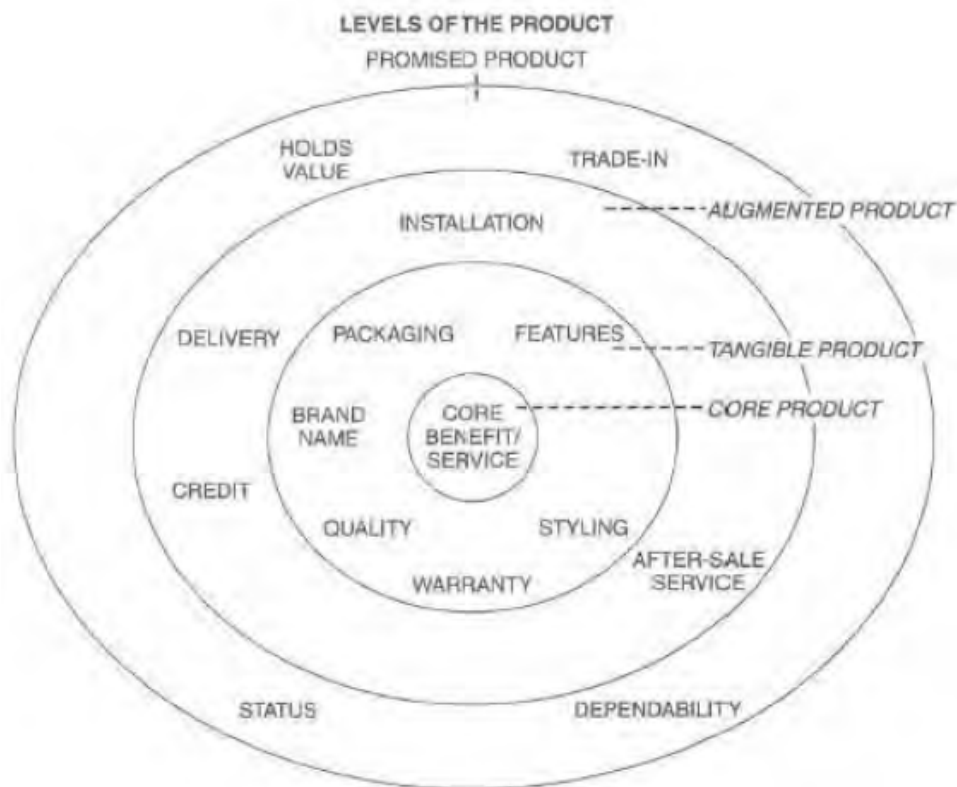 LEVELS OF THE PRODUCT
PROMISED PRODUCT
HOLDS
VALUE
TRADE-IN
AUGMENTED PRODUCT
INSTALLATION
DELIVERY
PACKAGING
FEATURES
TANGIBLE PRODUCT
BRAND
NAME
CORE
BENEFIT/
SERVICE
CORE PRODUCT
CREDIT
QUALITY
STYLING
WARRANTY
AFTER-SALE
SERVICE
STATUS
DEPENDABILITY